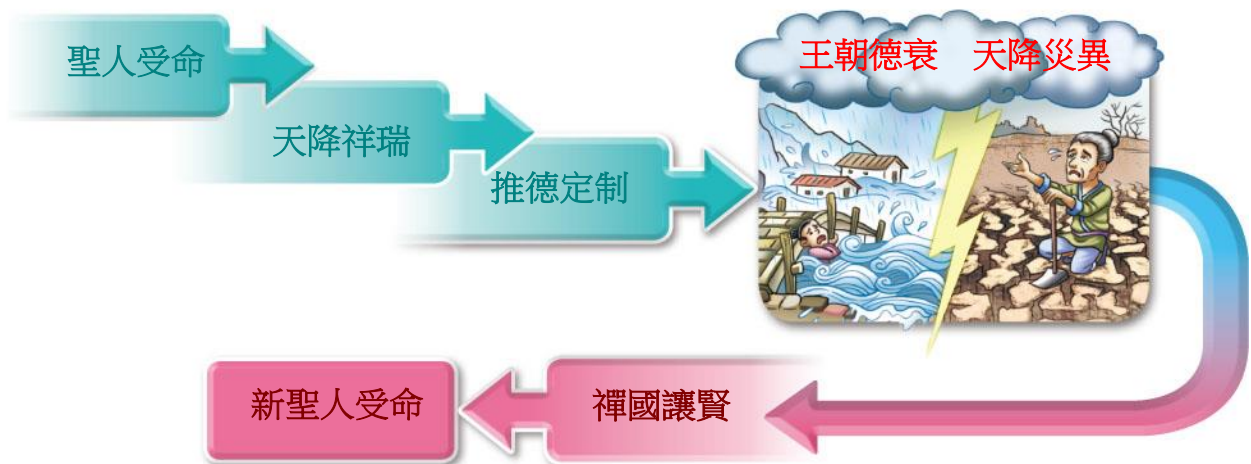 聖人受命
天降祥瑞
推德定制
王朝德衰　天降災異
禪國讓賢
新聖人受命